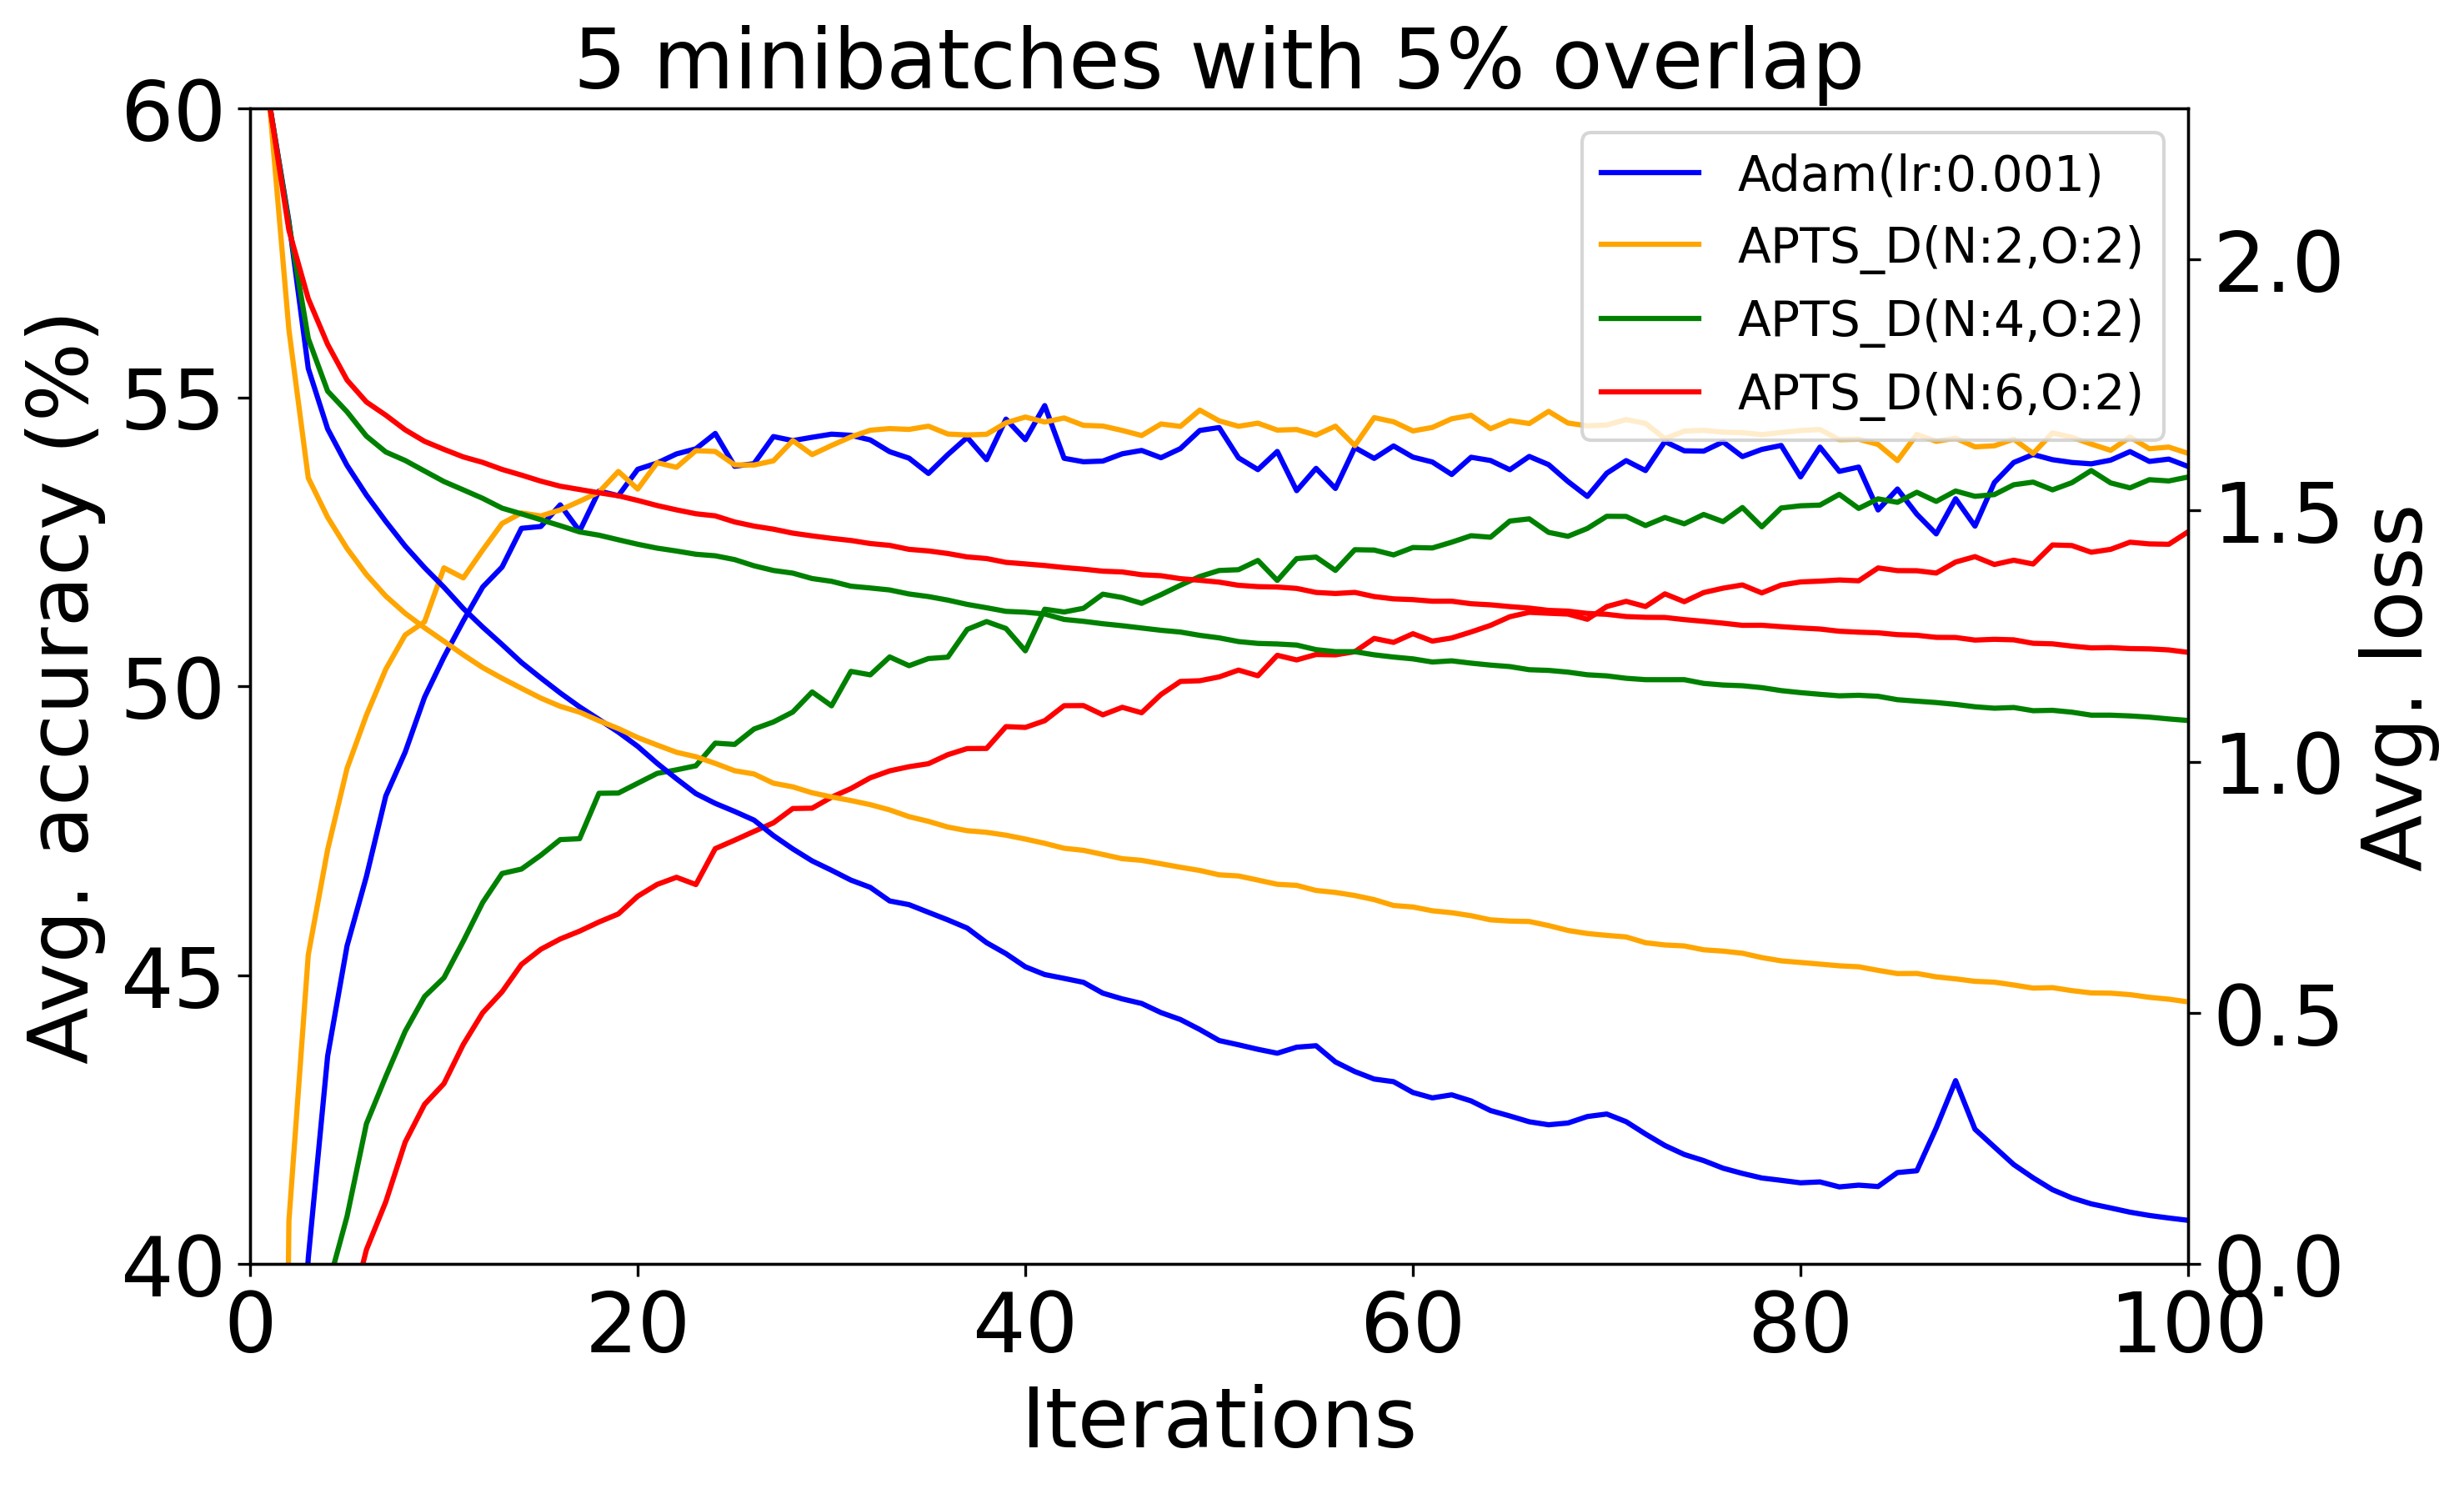 5 minibatches with 5% overlap
Avg. accuracy (%)
60
55
50
45
40
Adam(lr:0.001)
APTS_D(N:2,O:2)
APTS_D(N:4,O:2)
APTS_D(N:6,O:2)
2.0
1.5
1.0
0.5
0.0
Avg. loss
0
20
40
60
80
100
Iterations